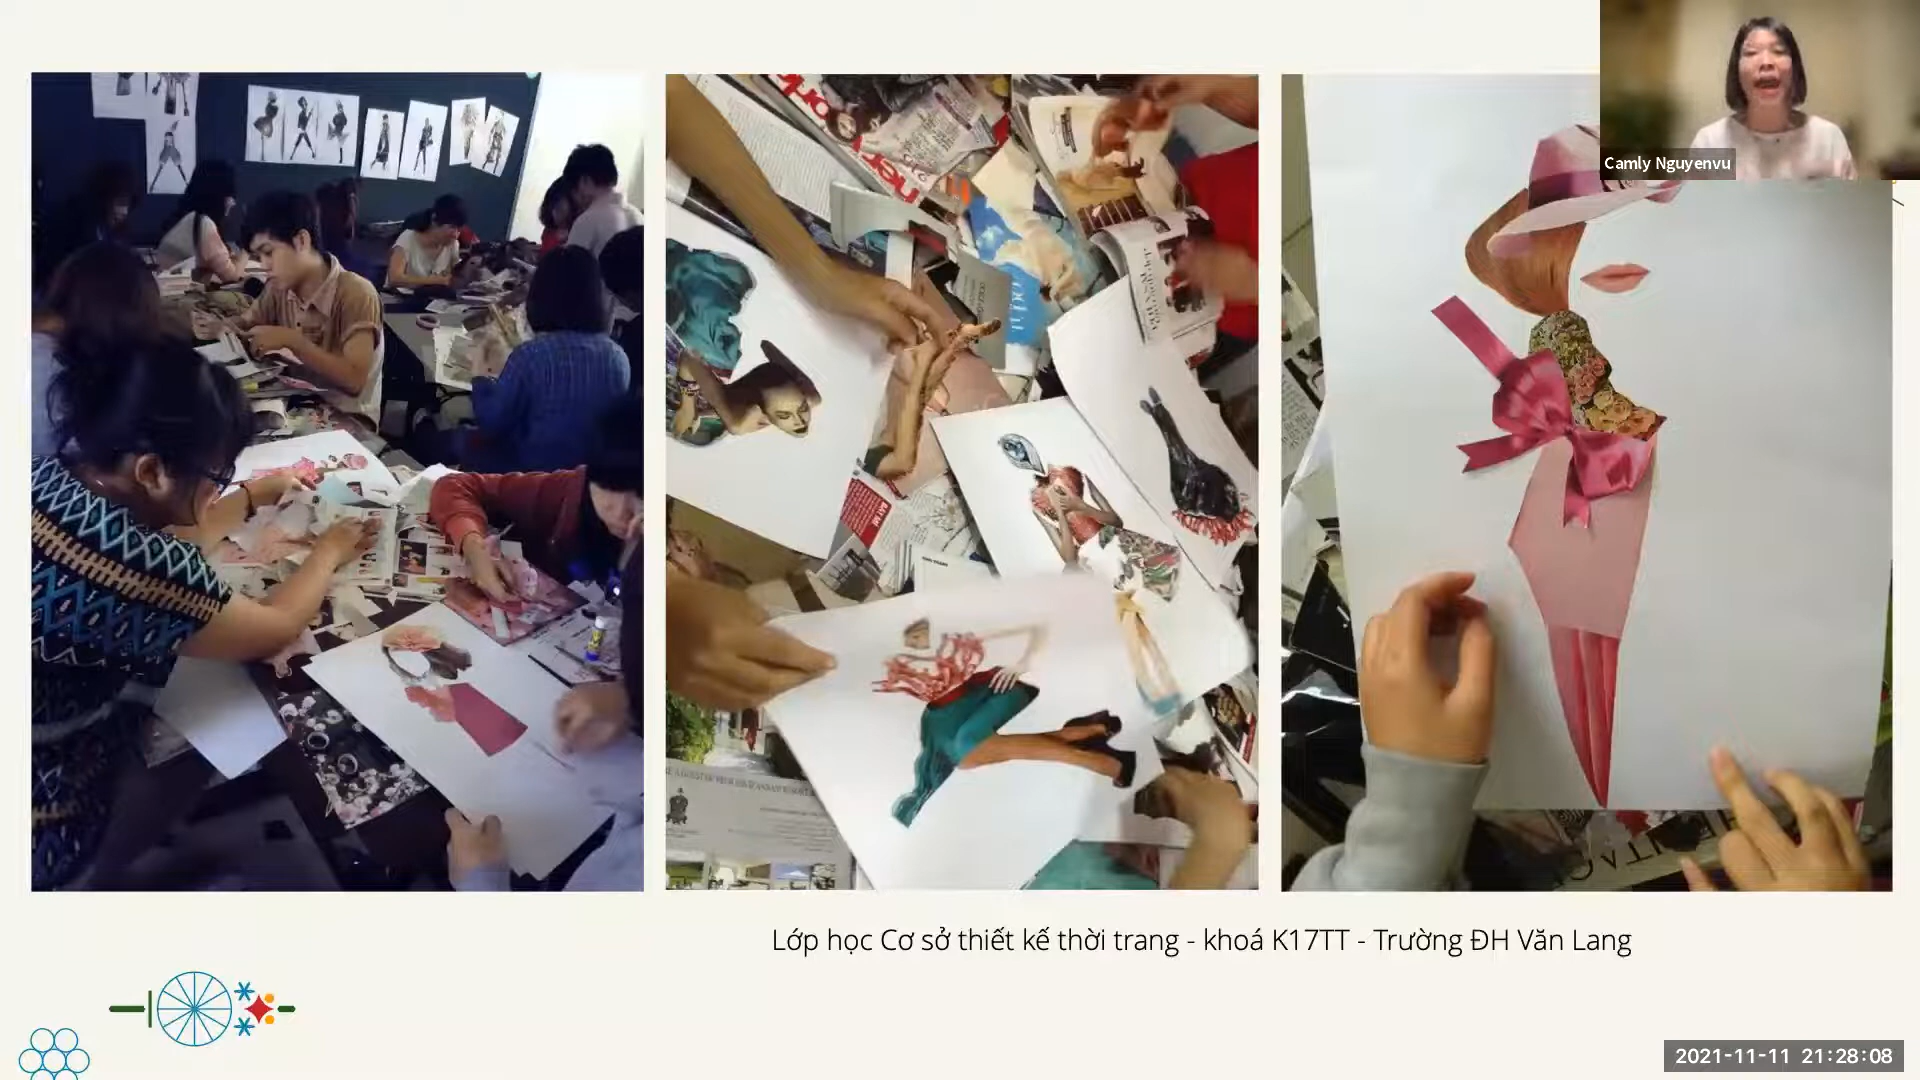 Camly Nguyenvu
Lớp học Cơ sở thiết kế thời trang - khoá K17TT - Trường ĐH Văn Lang
2021-11-11 21:28:08